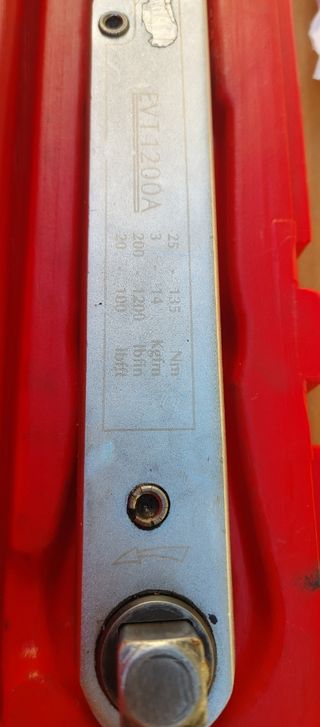 EVT1200A
25 - 135 Nm
3 - 14 kgfm
200 - 1200 lbfin
20 - 100 lbfft